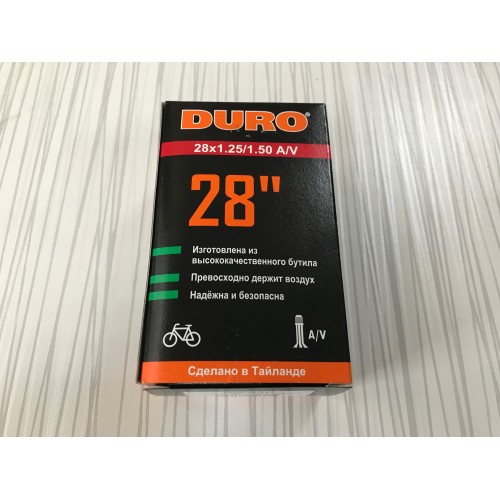 DURO
28x1.25/1.50 A/V
28"
Изготовлена из
высококачественного бутила
Превосходно держит воздух
Надёжна и безопасна
A/V
Сделано в Тайланде